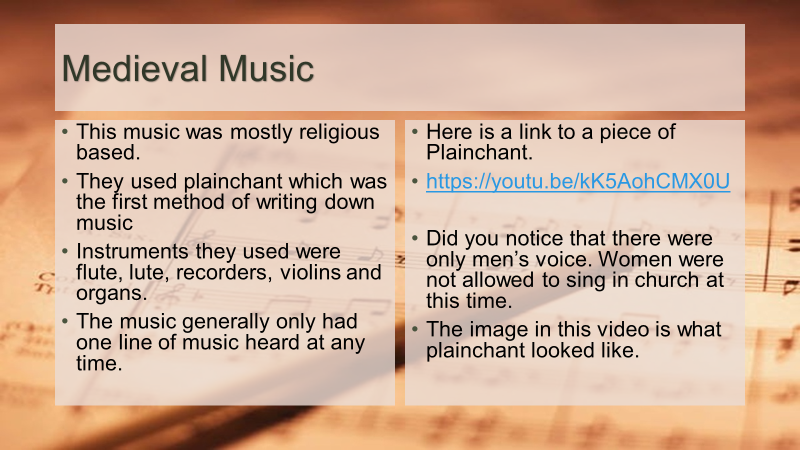 Medieval Music
• This music was mostly religious
based.
• They used plainchant which was
the first method of writing down
music
• Instruments they used were
flute, lute, recorders, violins and
organs.
• The music generally only had
one line of music heard at any
time.
• Here is a link to a piece of
Plainchant.
• https://youtu.be/kK5AohCMX0U
• Did you notice that there were
only men’s voice. Women were
not allowed to sing in church at
this time.
• The image in this video is what
plainchant looked like.